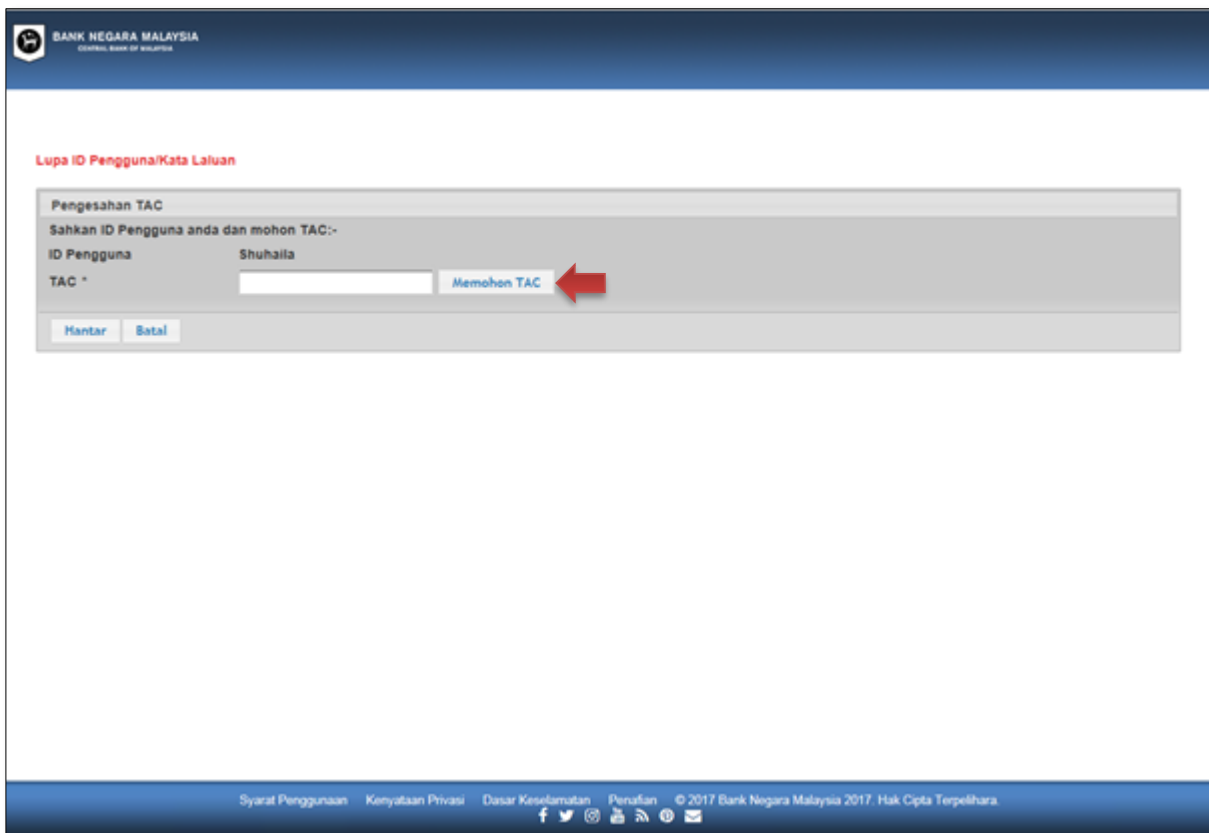 BANK NEGARA MALAYSIA
CENTRAL BANK OF MALAYSIA
Lupa ID Pengguna/Kata Laluan
Pengesahan TAC
Sahkan ID Pengguna anda dan mohon TAC:-
ID Pengguna Shuhaila
TAC * Memohon TAC
Hantar Batal
Syarat Penggunaan Kenyataan Privasi Dasar Keselamatan Penafian © 2017 Bank Negara Malaysia 2017. Hak Cipta Terpelihara.